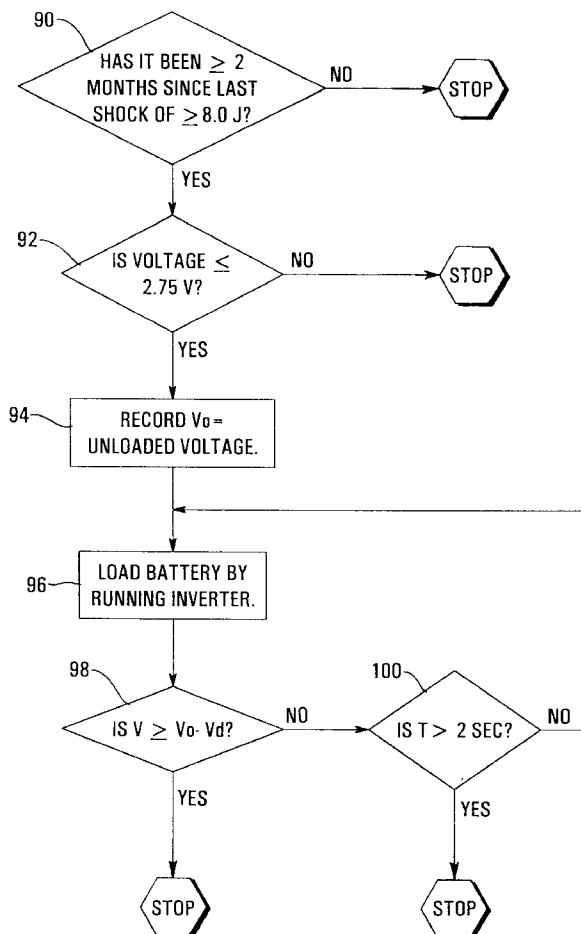 90
HAS IT BEEN ≥ 2
MONTHS SINCE LAST
SHOCK OF ≥8.0 J?
NO
STOP
YES
92
IS VOLTAGE ≤
2.75 V?
NO
STOP
YES
94
RECORD Vo =
UNLOADED VOLTAGE.
96
LOAD BATTERY BY
RUNNING INVERTER.
98
IS V ≥ Vo- Vd?
NO
100
IS T > 2 SEC?
NO
YES
YES
STOP
STOP